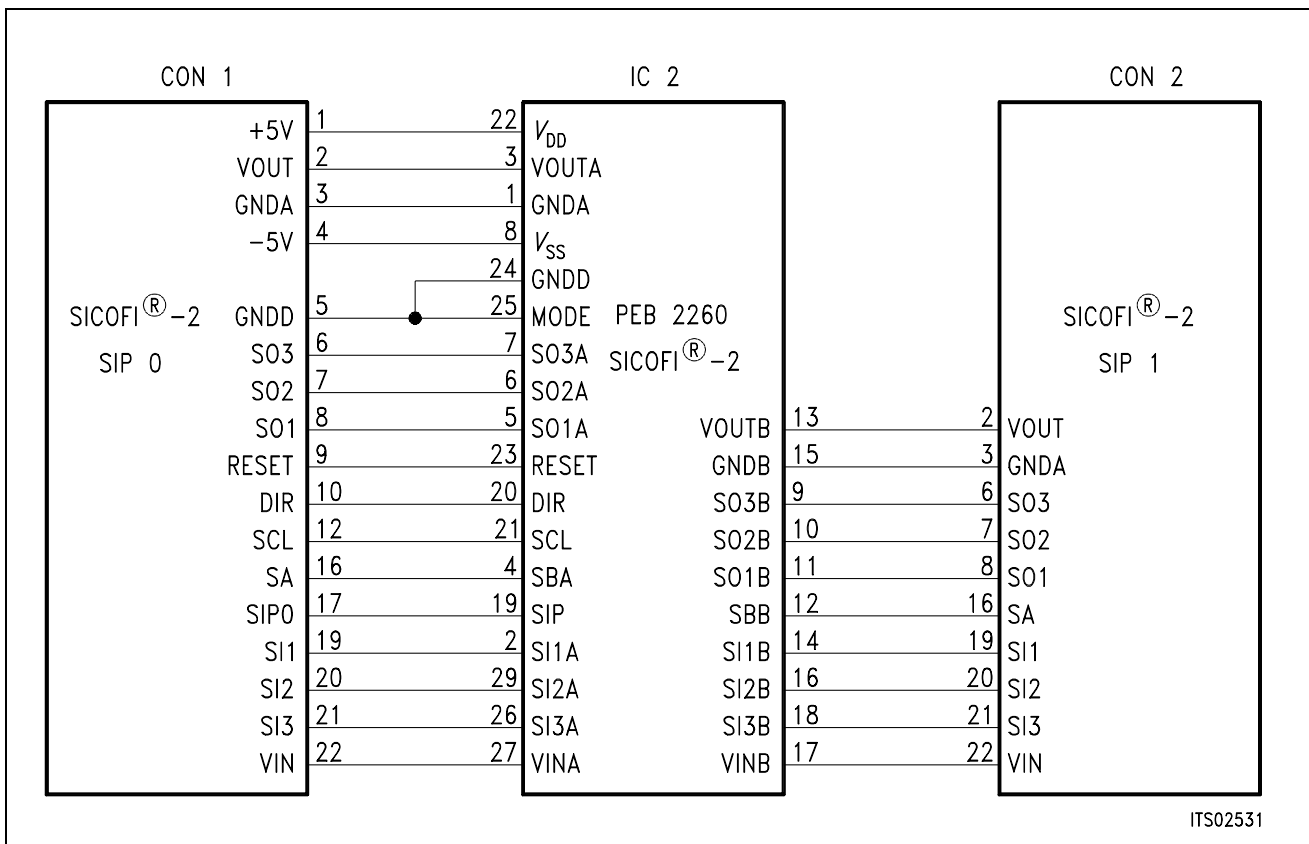 CON 1 IC 2 CON 2
+5V 1 22 VDD
VOUT 2 3 VOUTA
GNDA 3 1 GNDA
-5V 4 8 VSS
24 GNDD
SICOFI®-2 GNDD 5 25 MODE PEB 2260 SICOFI®-2
SIP 0 SO3 6 7 SO3A SICOFI®-2 SIP 1
SO2 7 6 SO2A
SO1 8 5 SO1A VOUTB 13 2 VOUT
RESET 9 23 RESET GNDB 15 3 GNDA
DIR 10 20 DIR SO3B 9 6 SO3
SCL 12 21 SCL SO2B 10 7 SO2
SA 16 4 SBA SO1B 11 8 SO1
SIP0 17 19 SIP SBB 12 16 SA
SI1 19 2 SI1A SI1B 14 19 SI1
SI2 20 29 SI2A SI2B 16 20 SI2
SI3 21 26 SI3A SI3B 18 21 SI3
VIN 22 27 VINA VINB 17 22 VIN
ITS02531